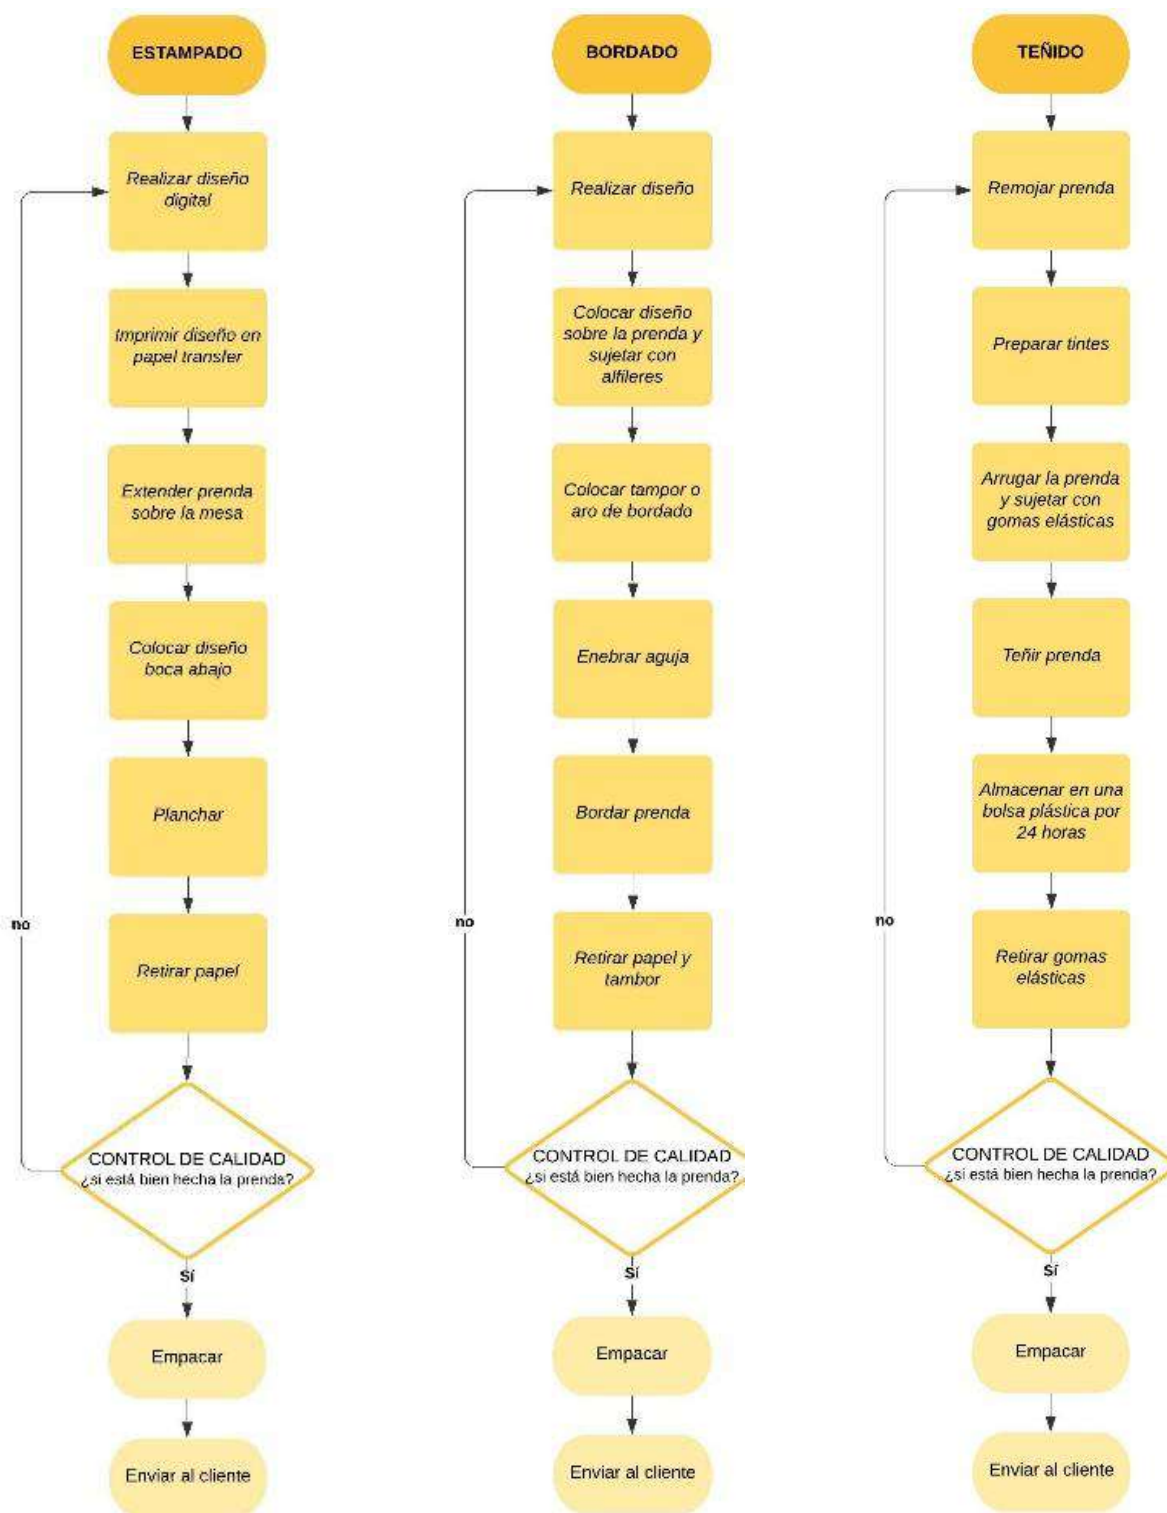 ESTAMPADO
Realizar diseño
digital
Imprimir diseño en
papel transfer
Extender prenda
sobre la mesa
Colocar diseño
boca abajo
Planchar
no
Retirar papel
CONTROL DE CALIDAD
¿si está bien hecha la prenda?
Sí
Empacar
Enviar al cliente
BORDADO
Realizar diseño
Colocar diseño
sobre la prenda y
sujetar con
alfileres
Colocar tampor o
aro de bordado
Enebrar aguja
Bordar prenda
no
Retirar papel y
tambor
CONTROL DE CALIDAD
¿si está bien hecha la prenda?
Sí
Empacar
Enviar al cliente
TEÑIDO
Remojar prenda
Preparar tintes
Arrugar la prenda
y sujetar con
gomas elásticas
Teñir prenda
Almacenar en una
bolsa plástica por
24 horas
no
Retirar gomas
elásticas
CONTROL DE CALIDAD
¿si está bien hecha la prenda?
Sí
Empacar
Enviar al cliente